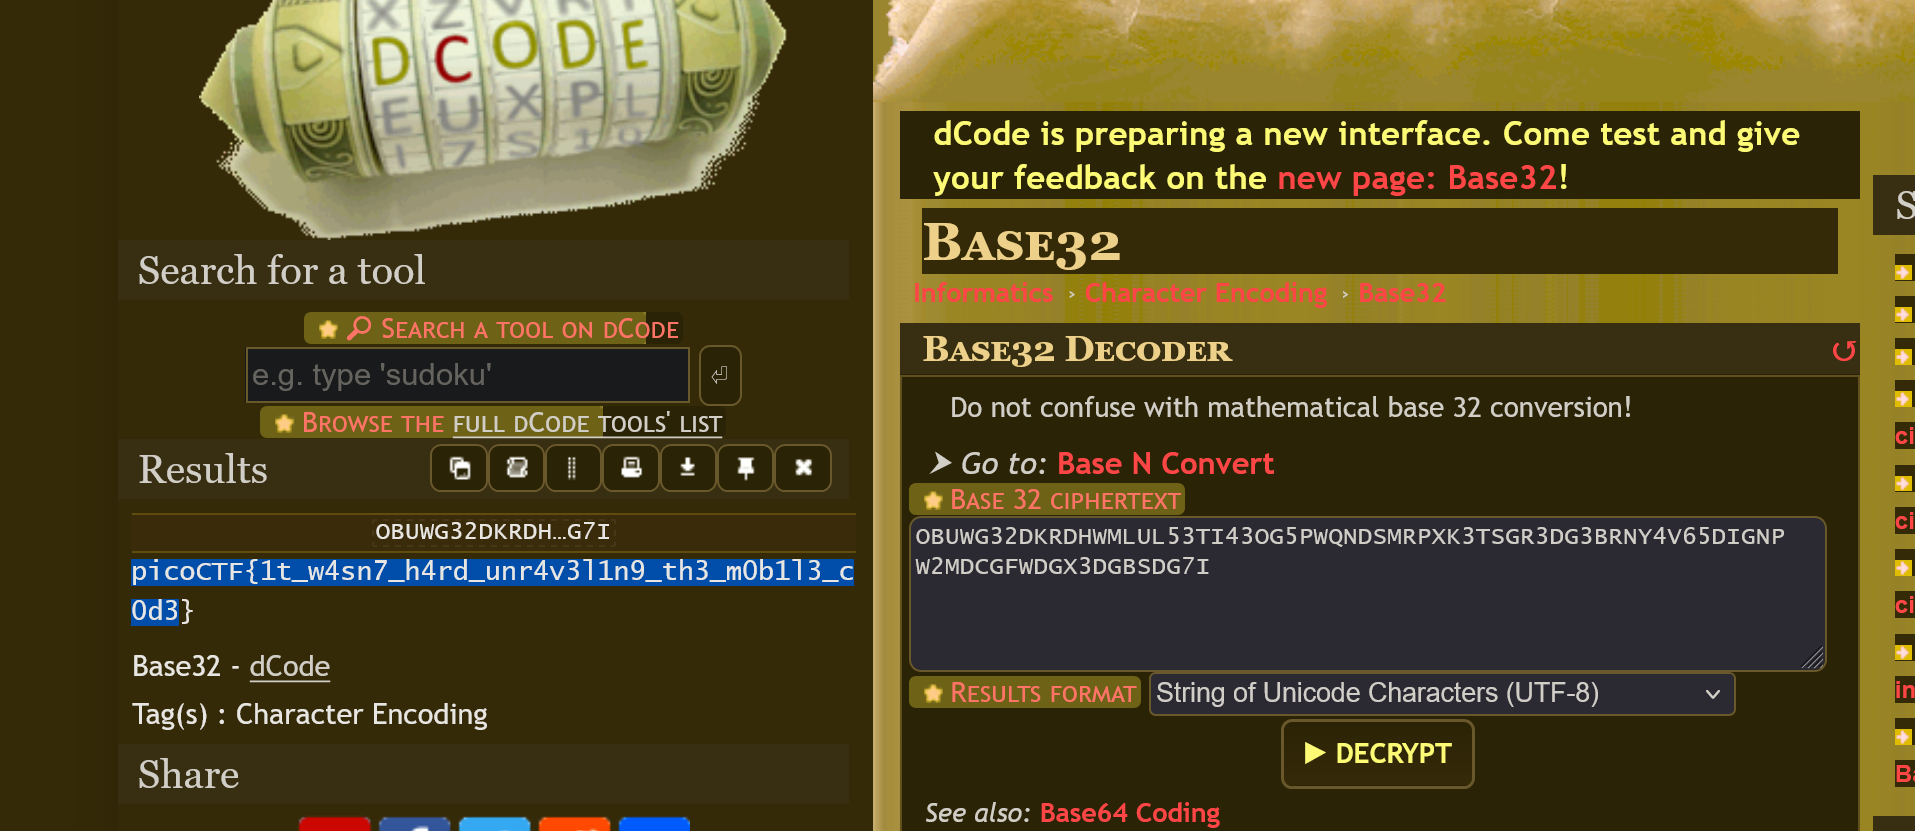 DCODE
Search for a tool
SEARCH A TOOL ON DCODE
e.g. type 'sudoku'
BROWSE THE FULL DCODE TOOLS' LIST
Results
OBUWG32DKRDH…G7I
picoCTF{1t_w4sn7_h4rd_unr4v3l1n9_th3_m0b1l3_c
0d3}
Base32 - dCode
Tag(s) : Character Encoding
Share
dCode is preparing a new interface. Come test and give
your feedback on the new page: Base32!
BASE32
Informatics › Character Encoding › Base32
BASE32 DECODER
Do not confuse with mathematical base 32 conversion!
➤ Go to: Base N Convert
BASE 32 CIPHERTEXT
OBUWG32DKRDHWMLUL53TI43OG5PWQNDSMRPXK3TSGR3DG3BRNY4V65DIGNP
W2MDCGFWDGX3DGBSDG7I
RESULTS FORMAT String of Unicode Characters (UTF-8)
▶ DECRYPT
See also: Base64 Coding